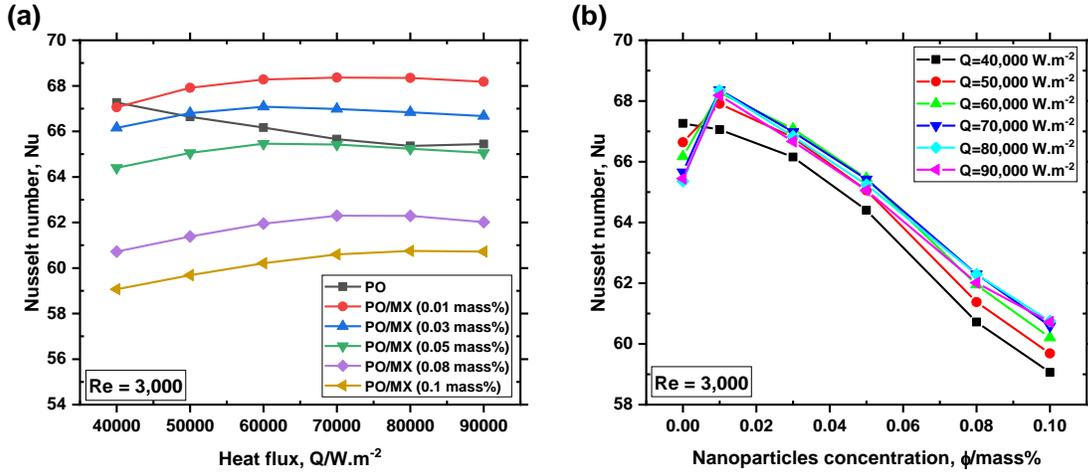 (a)
70
68
66
64
62
60
58
56
54
Nusselt number, Nu
PO
PO/MX (0.01 mass%)
PO/MX (0.03 mass%)
PO/MX (0.05 mass%)
PO/MX (0.08 mass%)
PO/MX (0.1 mass%)
Re = 3,000
40000 50000 60000 70000 80000 90000
Heat flux, Q/W.m-2
(b)
70
68
66
64
62
60
58
Nusselt number, Nu
Q=40,000 W.m-2
Q=50,000 W.m-2
Q=60,000 W.m-2
Q=70,000 W.m-2
Q=80,000 W.m-2
Q=90,000 W.m-2
Re = 3,000
0.00 0.02 0.04 0.06 0.08 0.10
Nanoparticles concentration, ϕ/mass%